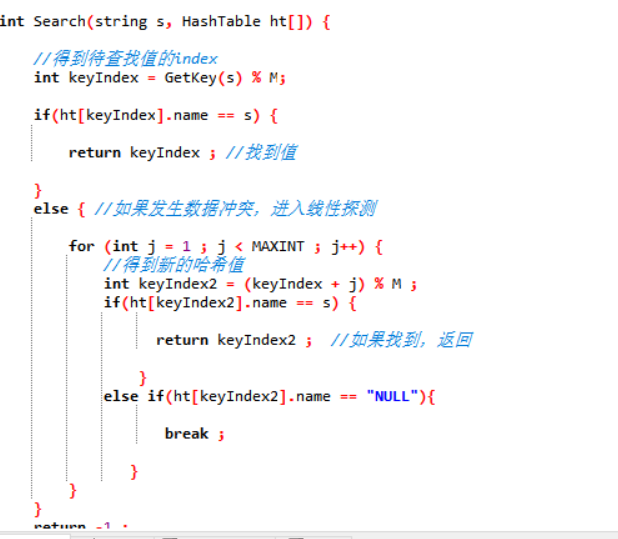 int Search(string s, HashTable ht[]) {
//得到待查找值的index
int keyIndex = GetKey(s) % M;
if(ht[keyIndex].name == s) {
return keyIndex ; //找到值
}
else { //如果发生数据冲突，进入线性探测
for (int j = 1 ; j < MAXINT ; j++) {
//得到新的哈希值
int keyIndex2 = (keyIndex + j) % M ;
if(ht[keyIndex2].name == s) {
return keyIndex2 ; //如果找到，返回
}
else if(ht[keyIndex2].name == "NULL"){
break ;
}
}
}
return -1 ;